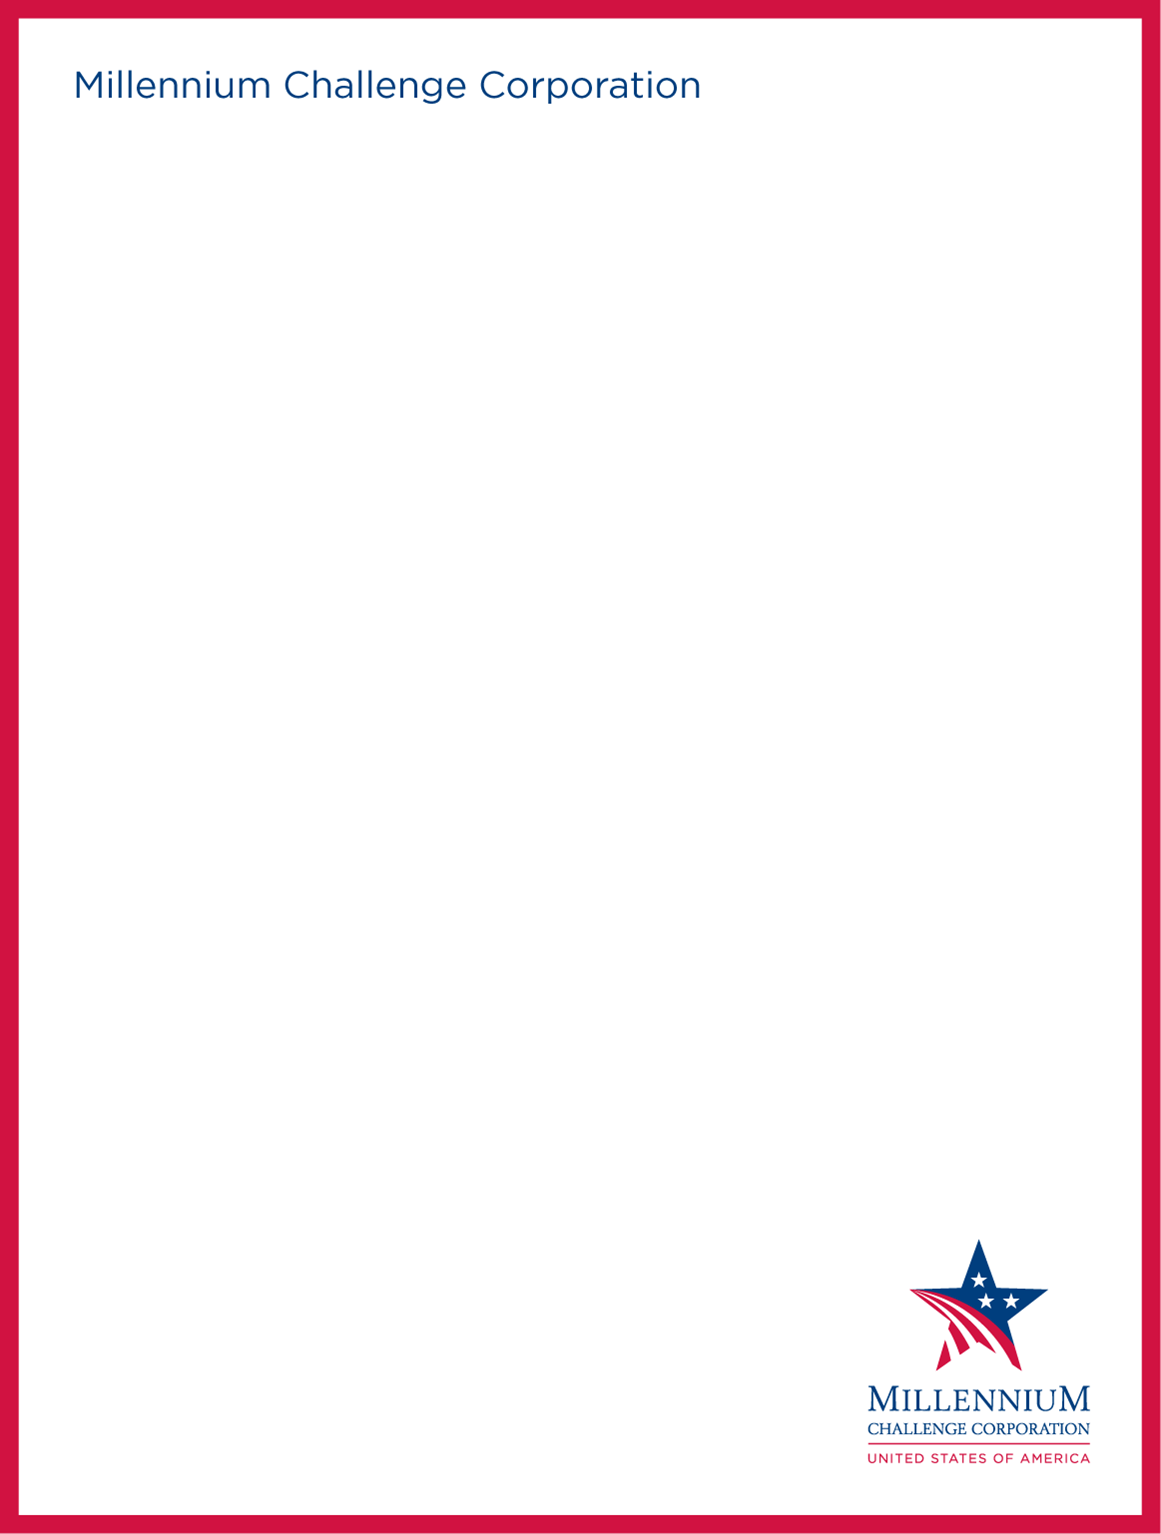 Millennium Challenge Corporation
MILLENNIUM
CHALLENGE CORPORATION
UNITED STATES OF AMERICA